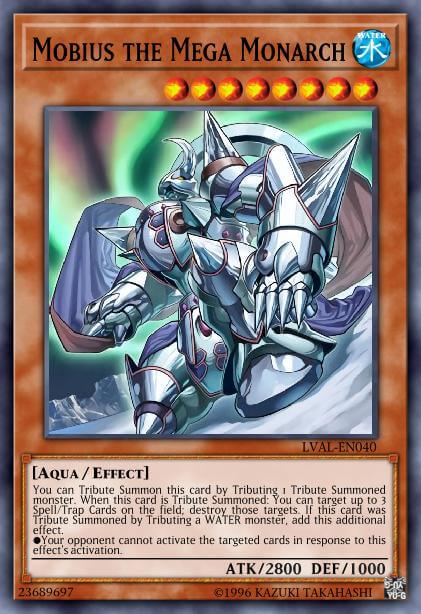 MOBIUS THE MEGA MONARCH
WATER
水
LVAL-EN040
[AQUA / EFFECT]
You can Tribute Summon this card by Tributing 1 Tribute Summoned
monster. When this card is Tribute Summoned: You can target up to 3
Spell/Trap Cards on the field; destroy those targets. If this card was
Tribute Summoned by Tributing a WATER monster, add this additional
effect.
●Your opponent cannot activate the targeted cards in response to this
effect's activation.
ATK/2800 DEF/1000
23689697
©1996 KAZUKI TAKAHASHI